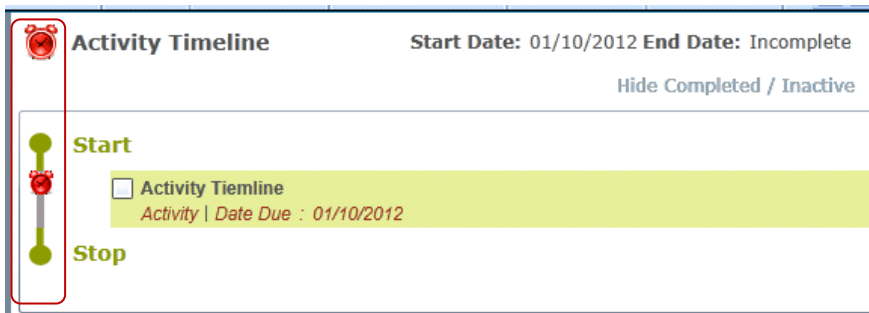 Activity Timeline Start Date: 01/10/2012 End Date: Incomplete
Hide Completed / Inactive
Start
Activity Tiemline
Activity | Date Due : 01/10/2012
Stop